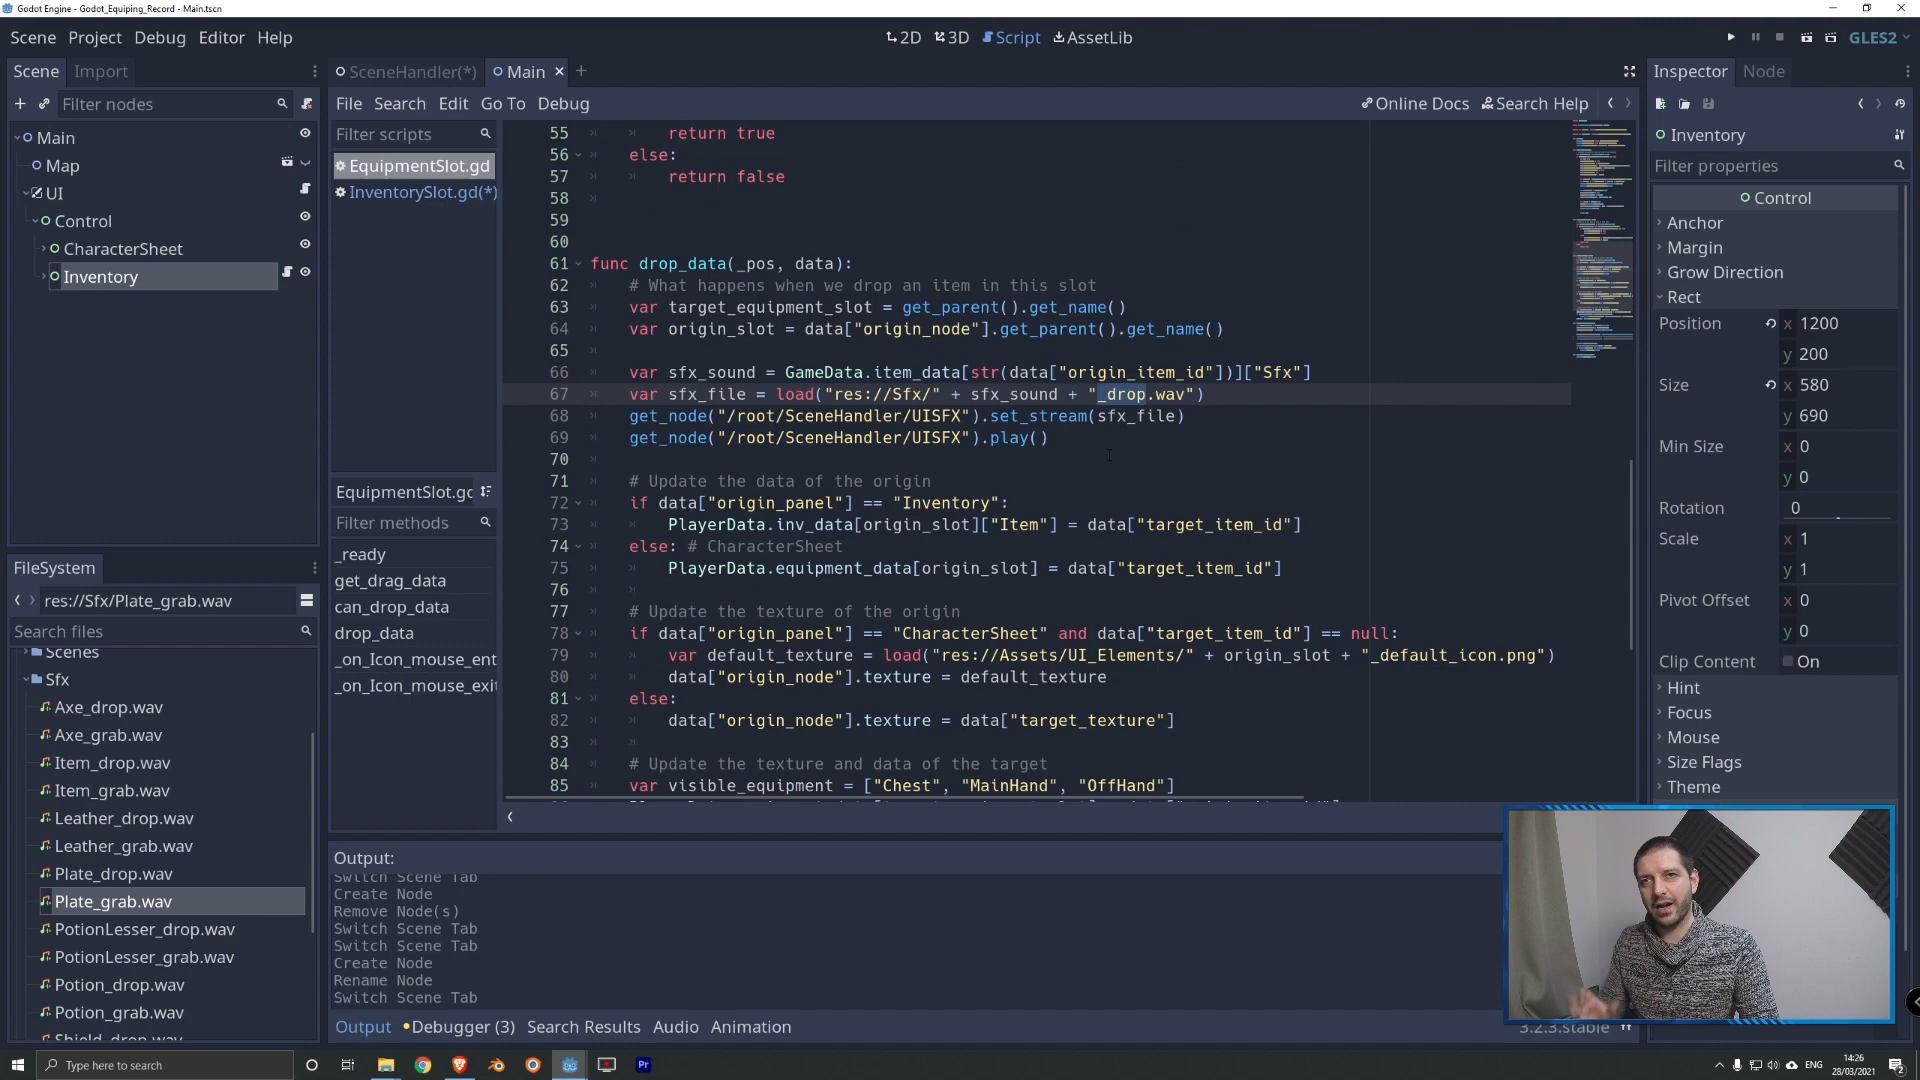 Godot Engine - Godot_Equiping_Record - Main.tscn
Scene Project Debug Editor Help
2D 3D Script AssetLib
GLES2
Scene Import
Filter nodes
Main
Map
UI
Control
CharacterSheet
Inventory
FileSystem
res://Sfx/Plate_grab.wav
Search files
Scenes
Sfx
Axe_drop.wav
Axe_grab.wav
Item_drop.wav
Item_grab.wav
Leather_drop.wav
Leather_grab.wav
Plate_drop.wav
Plate_grab.wav
PotionLesser_drop.wav
PotionLesser_grab.wav
Potion_drop.wav
Potion_grab.wav
Shield_drop.wav
SceneHandler(*) Main
File Search Edit Go To Debug
Online Docs Search Help
Filter scripts
EquipmentSlot.gd
InventorySlot.gd(*)
EquipmentSlot.gd
Filter methods
_ready
get_drag_data
can_drop_data
drop_data
_on_Icon_mouse_ent
_on_Icon_mouse_exit
55 return true
56 else:
57 return false
58
59
60
61 func drop_data(_pos, data):
62 # What happens when we drop an item in this slot
63 var target_equipment_slot = get_parent().get_name()
64 var origin_slot = data["origin_node"].get_parent().get_name()
65
66 var sfx_sound = GameData.item_data[str(data["origin_item_id"])]["Sfx"]
67 var sfx_file = load("res://Sfx/" + sfx_sound + "_drop.wav")
68 get_node("/root/SceneHandler/UISFX").set_stream(sfx_file)
69 get_node("/root/SceneHandler/UISFX").play()
70
71 # Update the data of the origin
72 if data["origin_panel"] == "Inventory":
73 PlayerData.inv_data[origin_slot]["Item"] = data["target_item_id"]
74 else: # CharacterSheet
75 PlayerData.equipment_data[origin_slot] = data["target_item_id"]
76
77 # Update the texture of the origin
78 if data["origin_panel"] == "CharacterSheet" and data["target_item_id"] == null:
79 var default_texture = load("res://Assets/UI_Elements/" + origin_slot + "_default_icon.png")
80 data["origin_node"].texture = default_texture
81 else:
82 data["origin_node"].texture = data["target_texture"]
83
84 # Update the texture and data of the target
85 var visible_equipment = ["Chest", "MainHand", "OffHand"]
Output:
Switch Scene Tab
Create Node
Remove Node(s)
Switch Scene Tab
Switch Scene Tab
Create Node
Rename Node
Switch Scene Tab
Output Debugger (3) Search Results Audio Animation
3.2.3.stable
Inspector Node
Inventory
Filter properties
Control
Anchor
Margin
Grow Direction
Rect
Position x 1200
y 200
Size x 580
y 690
Min Size x 0
y 0
Rotation 0
Scale x 1
y 1
Pivot Offset x 0
y 0
Clip Content On
Hint
Focus
Mouse
Size Flags
Theme
Type here to search
Pr
ENG
14:26
28/03/2021
2